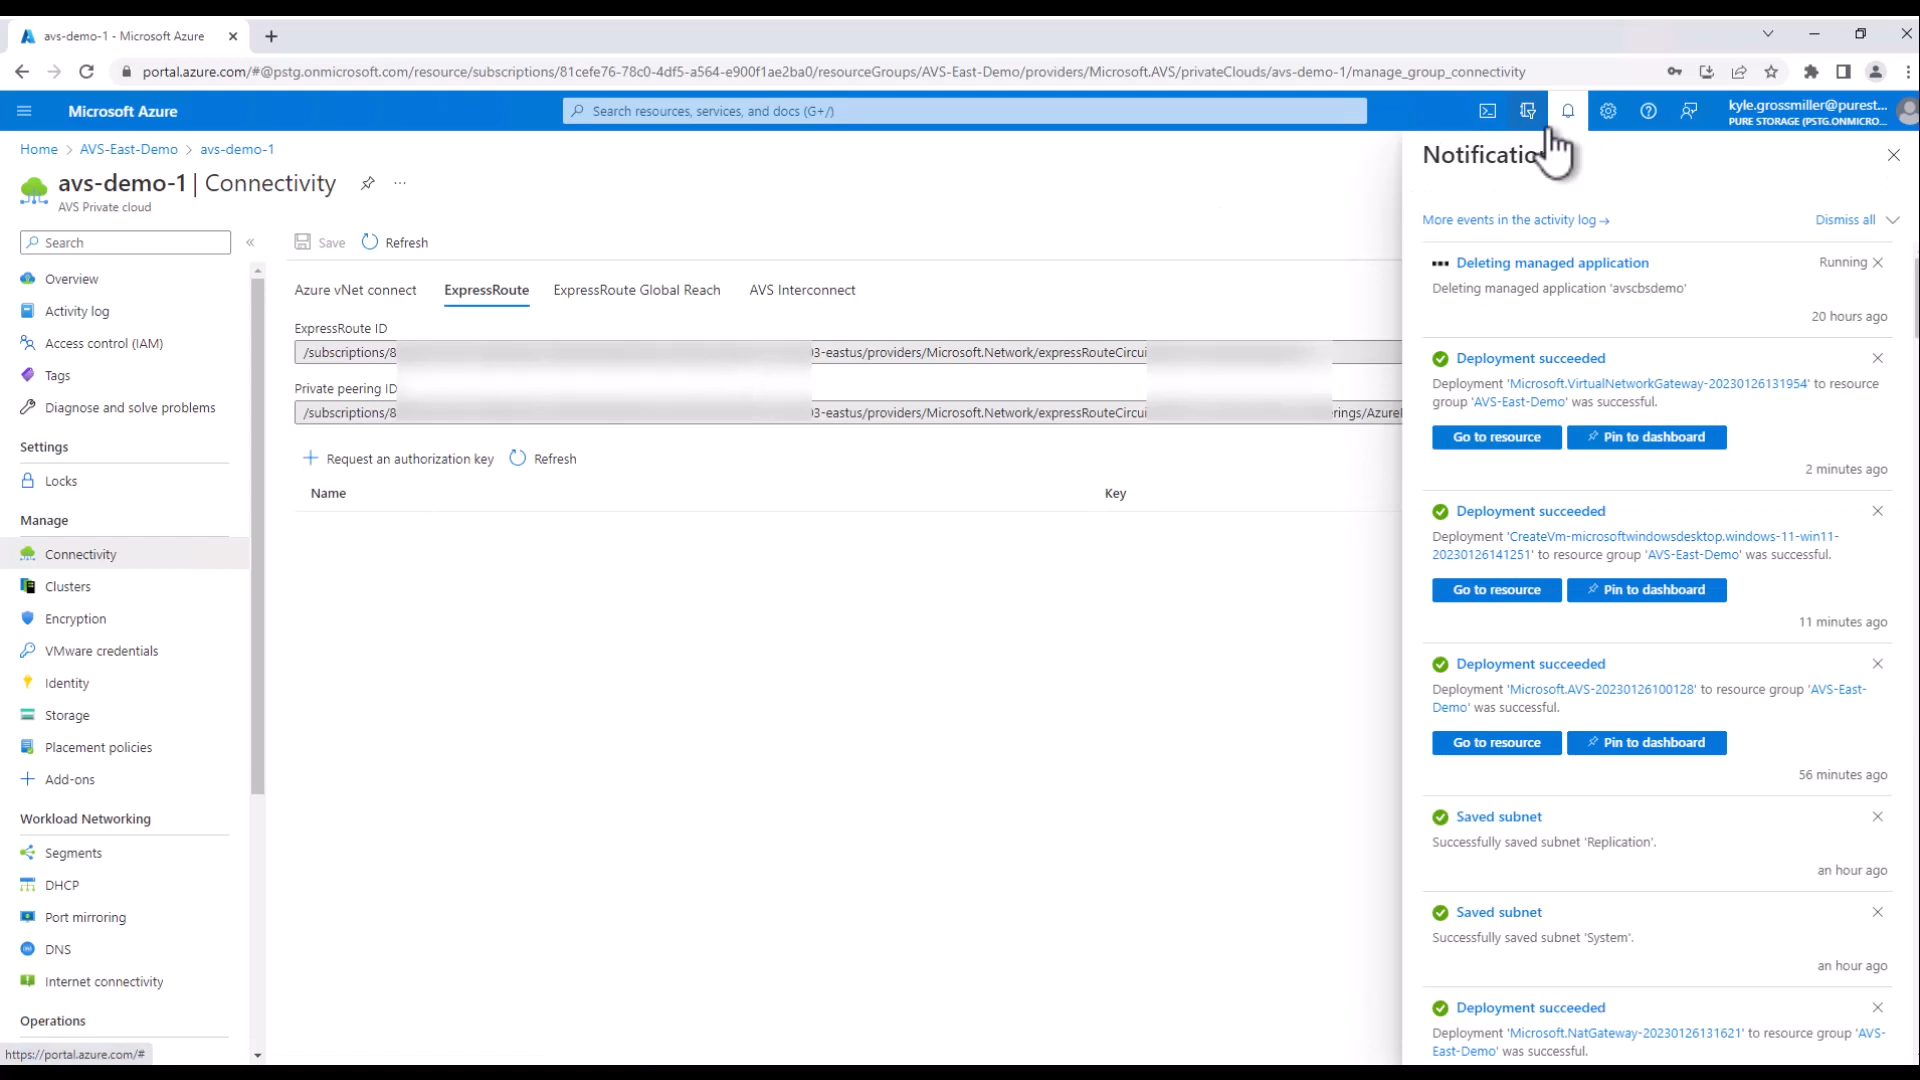 avs-demo-1 - Microsoft Azure
portal.azure.com/#@pstg.onmicrosoft.com/resource/subscriptions/81cefe76-78c0-4df5-a564-e900f1ae2ba0/resourceGroups/AVS-East-Demo/providers/Microsoft.AVS/privateClouds/avs-demo-1/manage_group_connectivity
Microsoft Azure
Search resources, services, and docs (G+/)
kyle.grossmiller@purest...
PURE STORAGE (PSTG.ONMICRO...
Home > AVS-East-Demo > avs-demo-1
avs-demo-1 | Connectivity
AVS Private cloud
Search
Overview
Activity log
Access control (IAM)
Tags
Diagnose and solve problems
Settings
Locks
Manage
Connectivity
Clusters
Encryption
VMware credentials
Identity
Storage
Placement policies
Add-ons
Workload Networking
Segments
DHCP
Port mirroring
DNS
Internet connectivity
Operations
https://portal.azure.com/#
Save Refresh
Azure vNet connect ExpressRoute ExpressRoute Global Reach AVS Interconnect
ExpressRoute ID
/subscriptions/8 3-eastus/providers/Microsoft.Network/expressRouteCircui
Private peering ID
/subscriptions/8 3-eastus/providers/Microsoft.Network/expressRouteCircui rings/Azure
Request an authorization key Refresh
Name Key
Notificatio
More events in the activity log → Dismiss all
Deleting managed application Running
Deleting managed application 'avscbsdemo'
20 hours ago
Deployment succeeded
Deployment 'Microsoft.VirtualNetworkGateway-20230126131954' to resource
group 'AVS-East-Demo' was successful.
Go to resource Pin to dashboard
2 minutes ago
Deployment succeeded
Deployment 'CreateVm-microsoftwindowsdesktop.windows-11-win11-
20230126141251' to resource group 'AVS-East-Demo' was successful.
Go to resource Pin to dashboard
11 minutes ago
Deployment succeeded
Deployment 'Microsoft.AVS-20230126100128' to resource group 'AVS-East-
Demo' was successful.
Go to resource Pin to dashboard
56 minutes ago
Saved subnet
Successfully saved subnet 'Replication'.
an hour ago
Saved subnet
Successfully saved subnet 'System'.
an hour ago
Deployment succeeded
Deployment 'Microsoft.NatGateway-20230126131621' to resource group 'AVS-
East-Demo' was successful.